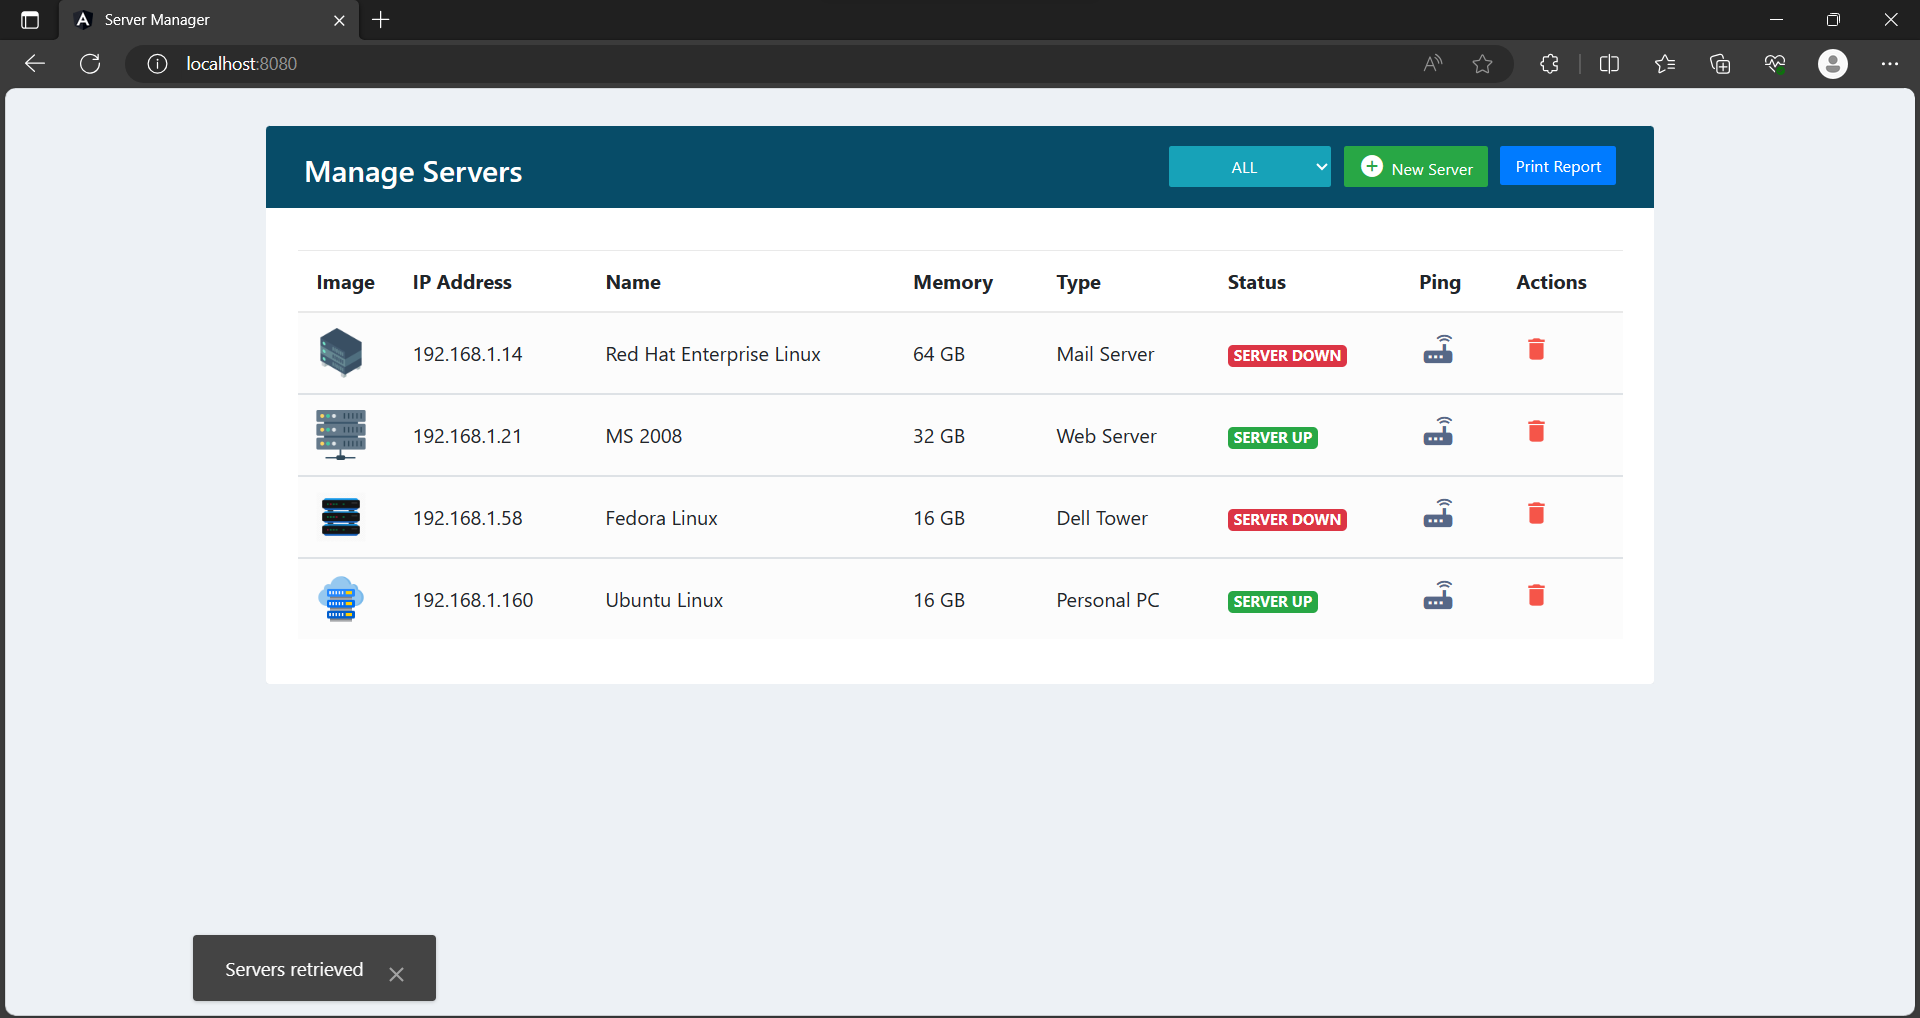 Server Manager
localhost:8080
Manage Servers
ALL
New Server
Print Report
Image IP Address Name Memory Type Status Ping Actions
192.168.1.14 Red Hat Enterprise Linux 64 GB Mail Server SERVER DOWN
192.168.1.21 MS 2008 32 GB Web Server SERVER UP
192.168.1.58 Fedora Linux 16 GB Dell Tower SERVER DOWN
192.168.1.160 Ubuntu Linux 16 GB Personal PC SERVER UP
Servers retrieved